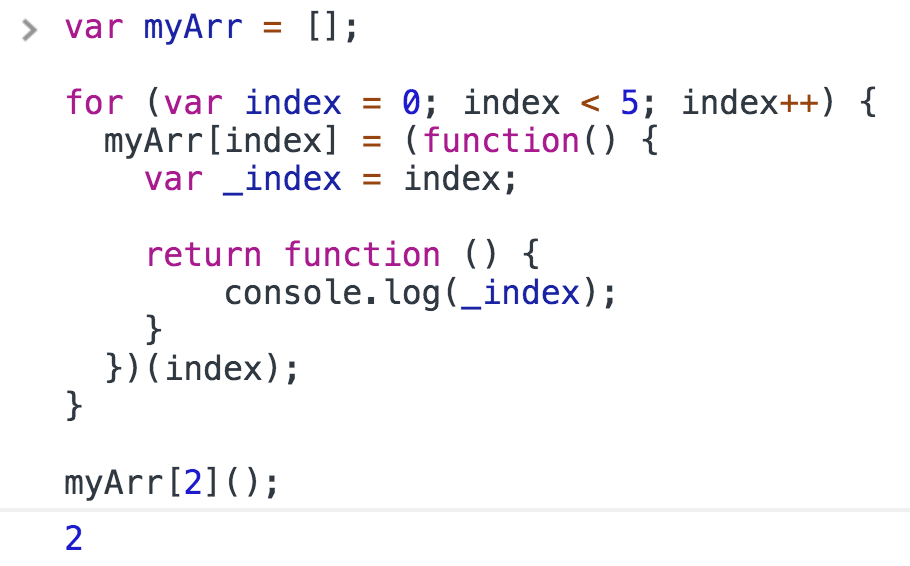 > var myArr = [];
for (var index = 0; index < 5; index++) {
  myArr[index] = (function() {
    var _index = index;
    return function () {
        console.log(_index);
    }
  })(index);
}
myArr[2]();
2